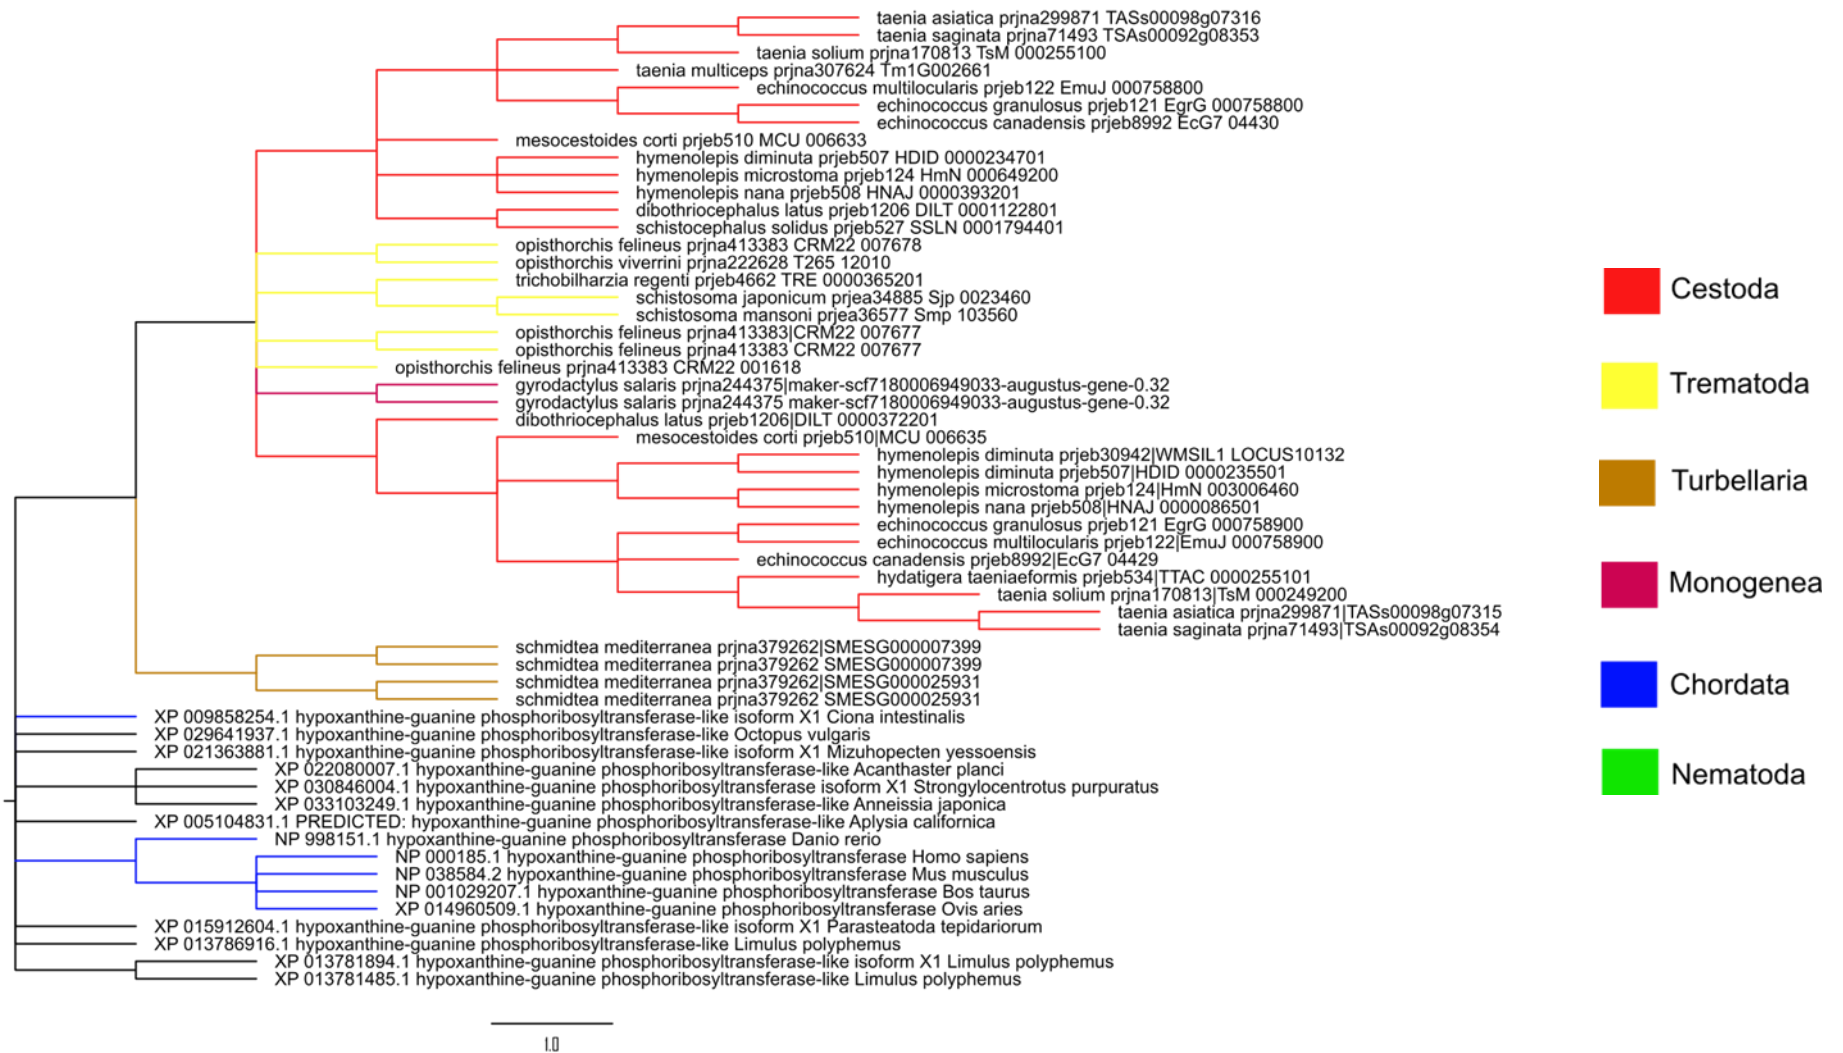 taenia asiatica prjna299871 TASs00098g07316
taenia saginata prjna71493 TSAs00092g08353
taenia solium prjna170813 TsM 000255100
taenia multiceps prjna307624 Tm1G002661
echinococcus multilocularis prjeb122 EmuJ 000758800
echinococcus granulosus prjeb121 EgrG 000758800
echinococcus canadensis prjeb8992 EcG7 04430
mesocestoides corti prjeb510 MCU 006633
hymenolepis diminuta prjeb507 HDID 0000234701
hymenolepis microstoma prjeb124 HmN 000649200
hymenolepis nana prjeb508 HNAJ 0000393201
dibothriocephalus latus prjeb1206 DILT 0001122801
schistocephalus solidus prjeb527 SSLN 0001794401
opisthorchis felineus prjna413383 CRM22 007678
opisthorchis viverrini prjna222628 T265 12010
trichobilharzia regenti prjeb4662 TRE 0000365201
schistosoma japonicum prjea34885 Sjp 0023460
schistosoma mansoni prjea36577 Smp 103560
opisthorchis felineus prjna413383|CRM22 007677
opisthorchis felineus prjna413383 CRM22 007677
opisthorchis felineus prjna413383 CRM22 001618
gyrodactylus salaris prjna244375|maker-scf7180006949033-augustus-gene-0.32
gyrodactylus salaris prjna244375 maker-scf7180006949033-augustus-gene-0.32
dibothriocephalus latus prjeb1206|DILT 0000372201
mesocestoides corti prjeb510|MCU 006635
hymenolepis diminuta prjeb30942|WMSIL1 LOCUS10132
hymenolepis diminuta prjeb507|HDID 0000235501
hymenolepis microstoma prjeb124|HmN 003006460
hymenolepis nana prjeb508|HNAJ 0000086501
echinococcus granulosus prjeb121 EgrG 000758900
echinococcus multilocularis prjeb122|EmuJ 000758900
echinococcus canadensis prjeb8992|EcG7 04429
hydatigera taeniaeformis prjeb534|TTAC 0000255101
taenia solium prjna170813|TsM 000249200
taenia asiatica prjna299871|TASs00098g07315
taenia saginata prjna71493|TSAs00092g08354
schmidtea mediterranea prjna379262|SMESG000007399
schmidtea mediterranea prjna379262 SMESG000007399
schmidtea mediterranea prjna379262|SMESG000025931
schmidtea mediterranea prjna379262 SMESG000025931
XP 009858254.1 hypoxanthine-guanine phosphoribosyltransferase-like isoform X1 Ciona intestinalis
XP 029641937.1 hypoxanthine-guanine phosphoribosyltransferase-like Octopus vulgaris
XP 021363881.1 hypoxanthine-guanine phosphoribosyltransferase-like isoform X1 Mizuhopecten yessoensis
XP 022080007.1 hypoxanthine-guanine phosphoribosyltransferase-like Acanthaster planci
XP 030846004.1 hypoxanthine-guanine phosphoribosyltransferase isoform X1 Strongylocentrotus purpuratus
XP 033103249.1 hypoxanthine-guanine phosphoribosyltransferase-like Anneissia japonica
XP 005104831.1 PREDICTED: hypoxanthine-guanine phosphoribosyltransferase-like Aplysia californica
NP 998151.1 hypoxanthine-guanine phosphoribosyltransferase Danio rerio
NP 000185.1 hypoxanthine-guanine phosphoribosyltransferase Homo sapiens
NP 038584.2 hypoxanthine-guanine phosphoribosyltransferase Mus musculus
NP 001029207.1 hypoxanthine-guanine phosphoribosyltransferase Bos taurus
XP 014960509.1 hypoxanthine-guanine phosphoribosyltransferase Ovis aries
XP 015912604.1 hypoxanthine-guanine phosphoribosyltransferase-like isoform X1 Parasteatoda tepidariorum
XP 013786916.1 hypoxanthine-guanine phosphoribosyltransferase-like Limulus polyphemus
XP 013781894.1 hypoxanthine-guanine phosphoribosyltransferase-like isoform X1 Limulus polyphemus
XP 013781485.1 hypoxanthine-guanine phosphoribosyltransferase-like Limulus polyphemus
1.0
Cestoda
Trematoda
Turbellaria
Monogenea
Chordata
Nematoda